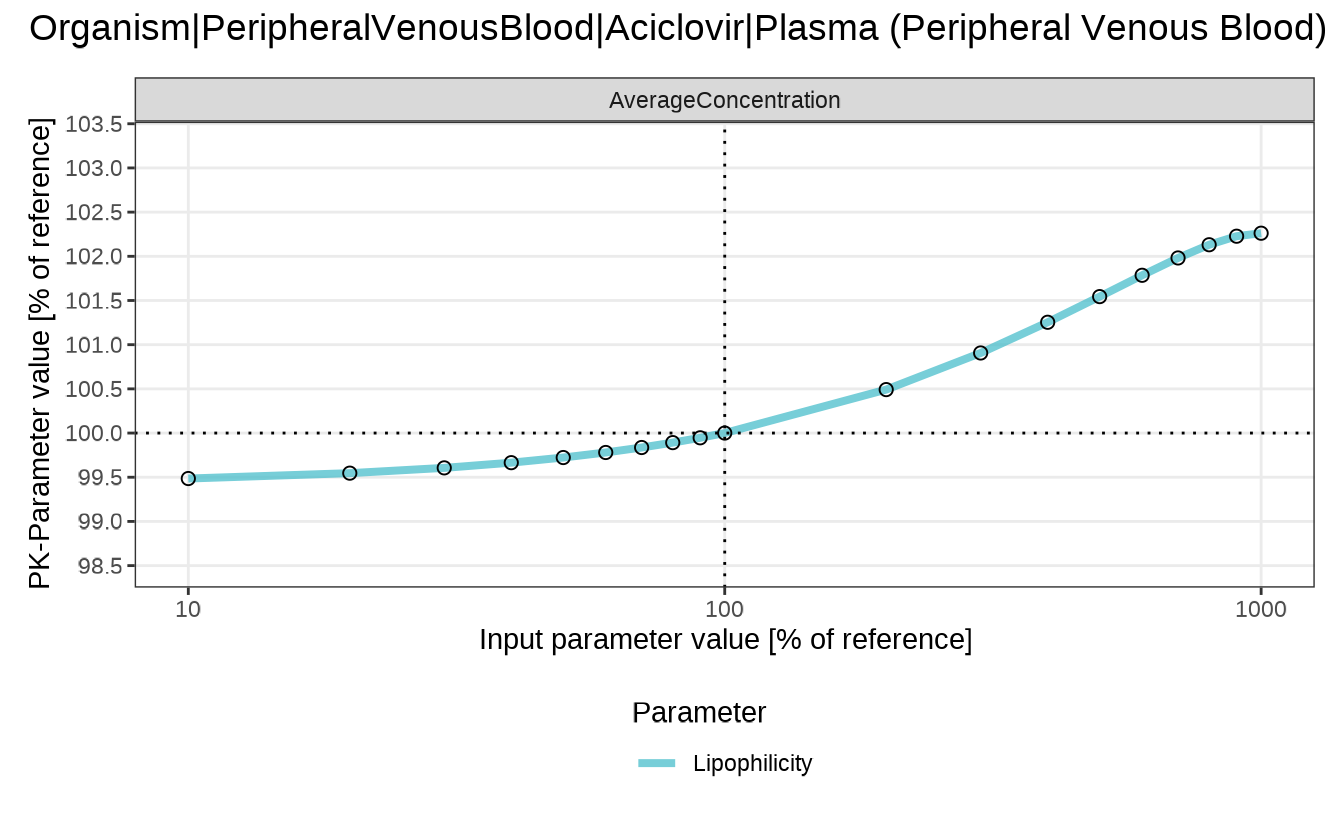 Organism|PeripheralVenousBlood|Aciclovir|Plasma (Peripheral Venous Blood)
AverageConcentration
PK-Parameter value [% of reference]
103.5
103.0
102.5
102.0
101.5
101.0
100.5
100.0
99.5
99.0
98.5
10 100 1000
Input parameter value [% of reference]
Parameter
Lipophilicity